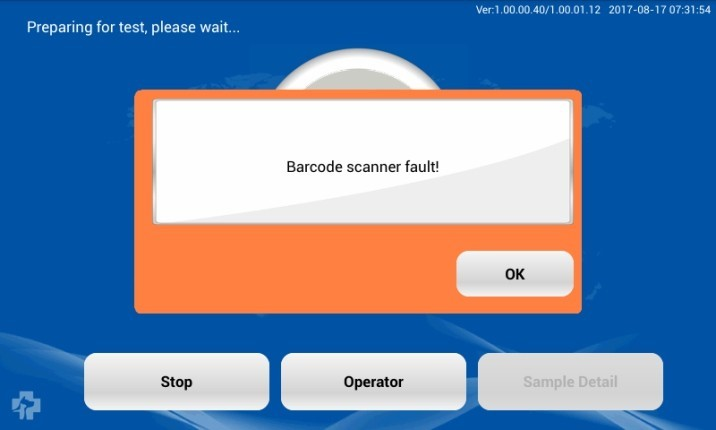 Ver:1.00.00.40/1.00.01.12 2017-08-17 07:31:54
Preparing for test, please wait...
Barcode scanner fault!
OK
Stop
Operator
Sample Detail